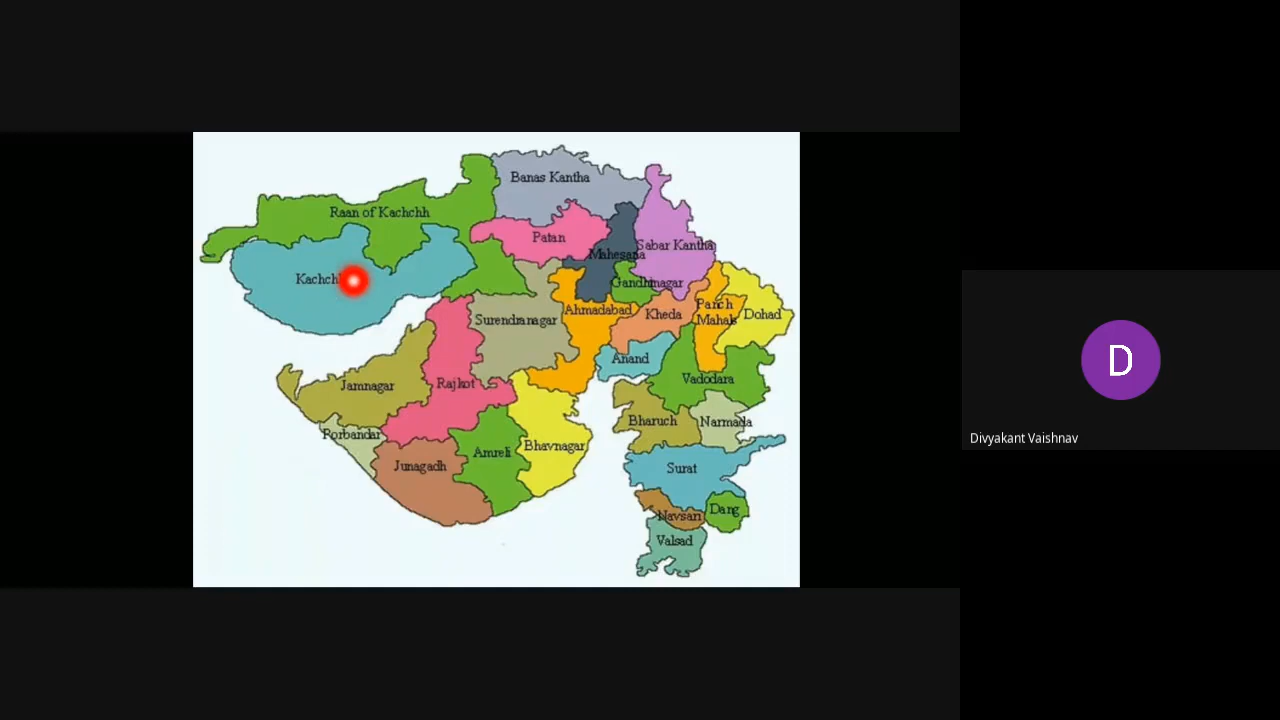 Banas Kantha
Raan of Kachchh
Patan
Sabar Kantha
Mahesana
Kachch
Gandhinagar
Panch
Mahals
Ahmadabad
Kheda
Dohad
Surendranagar
Anand
Jamnagar
Rajkot
Vadodara
Bharuch
Narmada
Porbandar
Bhavnagar
Amreli
Junagadh
Surat
Dang
Navsari
Valsad
D
Divyakant Vaishnav